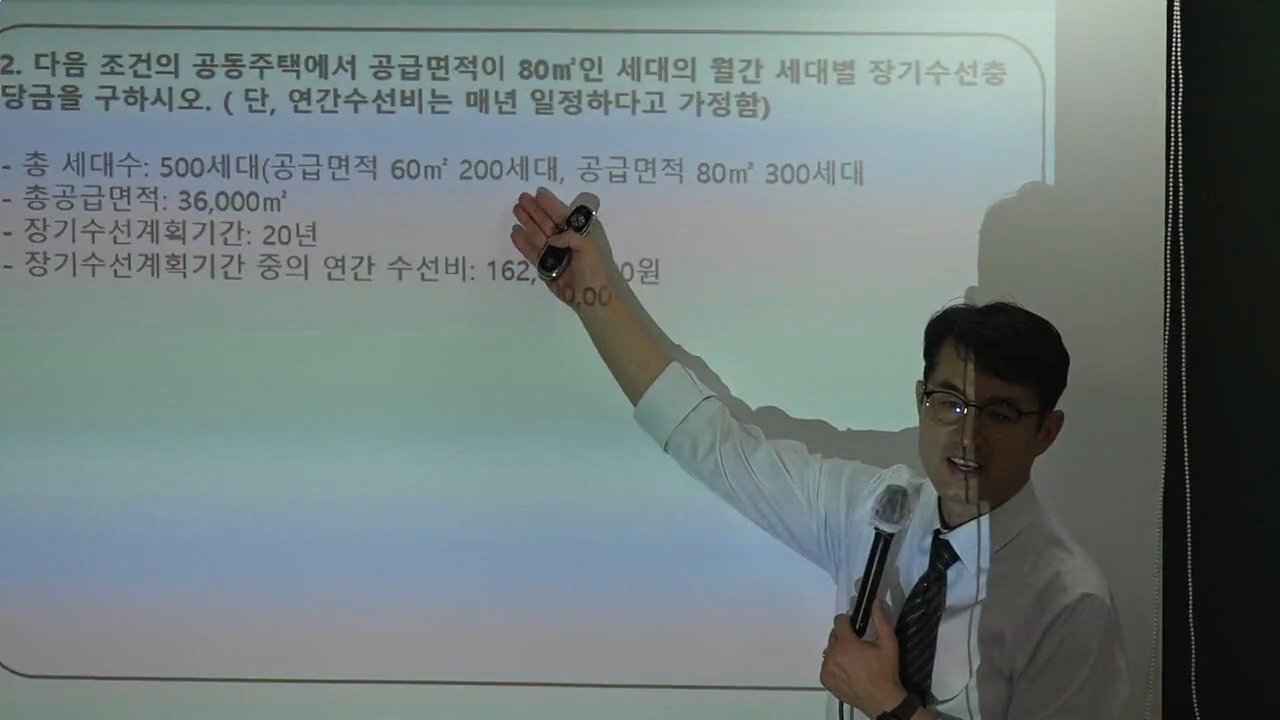 2. 다음 조건의 공동주택에서 공급면적이 80㎡인 세대의 월간 세대별 장기수선충
당금을 구하시오. ( 단, 연간수선비는 매년 일정하다고 가정함)
- 총 세대수: 500세대(공급면적 60㎡ 200세대, 공급면적 80㎡ 300세대
- 총공급면적: 36,000㎡
- 장기수선계획기간: 20년
- 장기수선계획기간 중의 연간 수선비: